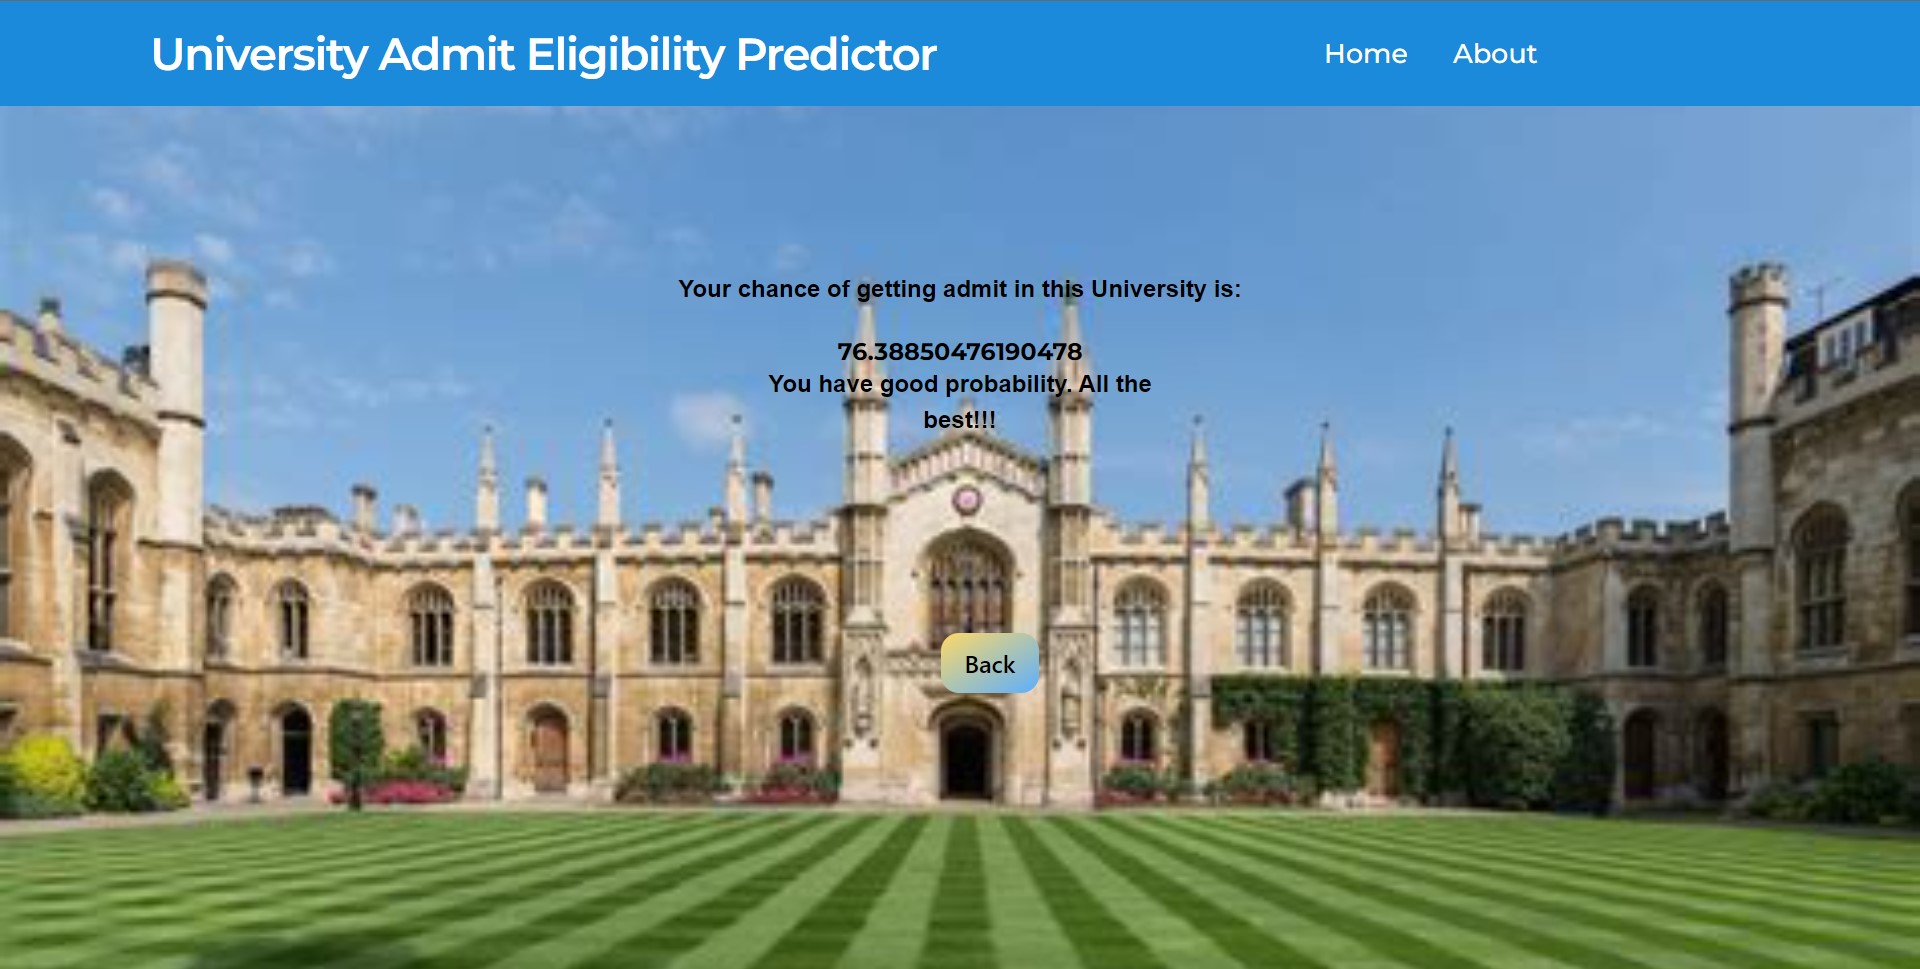 University Admit Eligibility Predictor
Home About
Your chance of getting admit in this University is:
76.38850476190478
You have good probability. All the
best!!!
Back